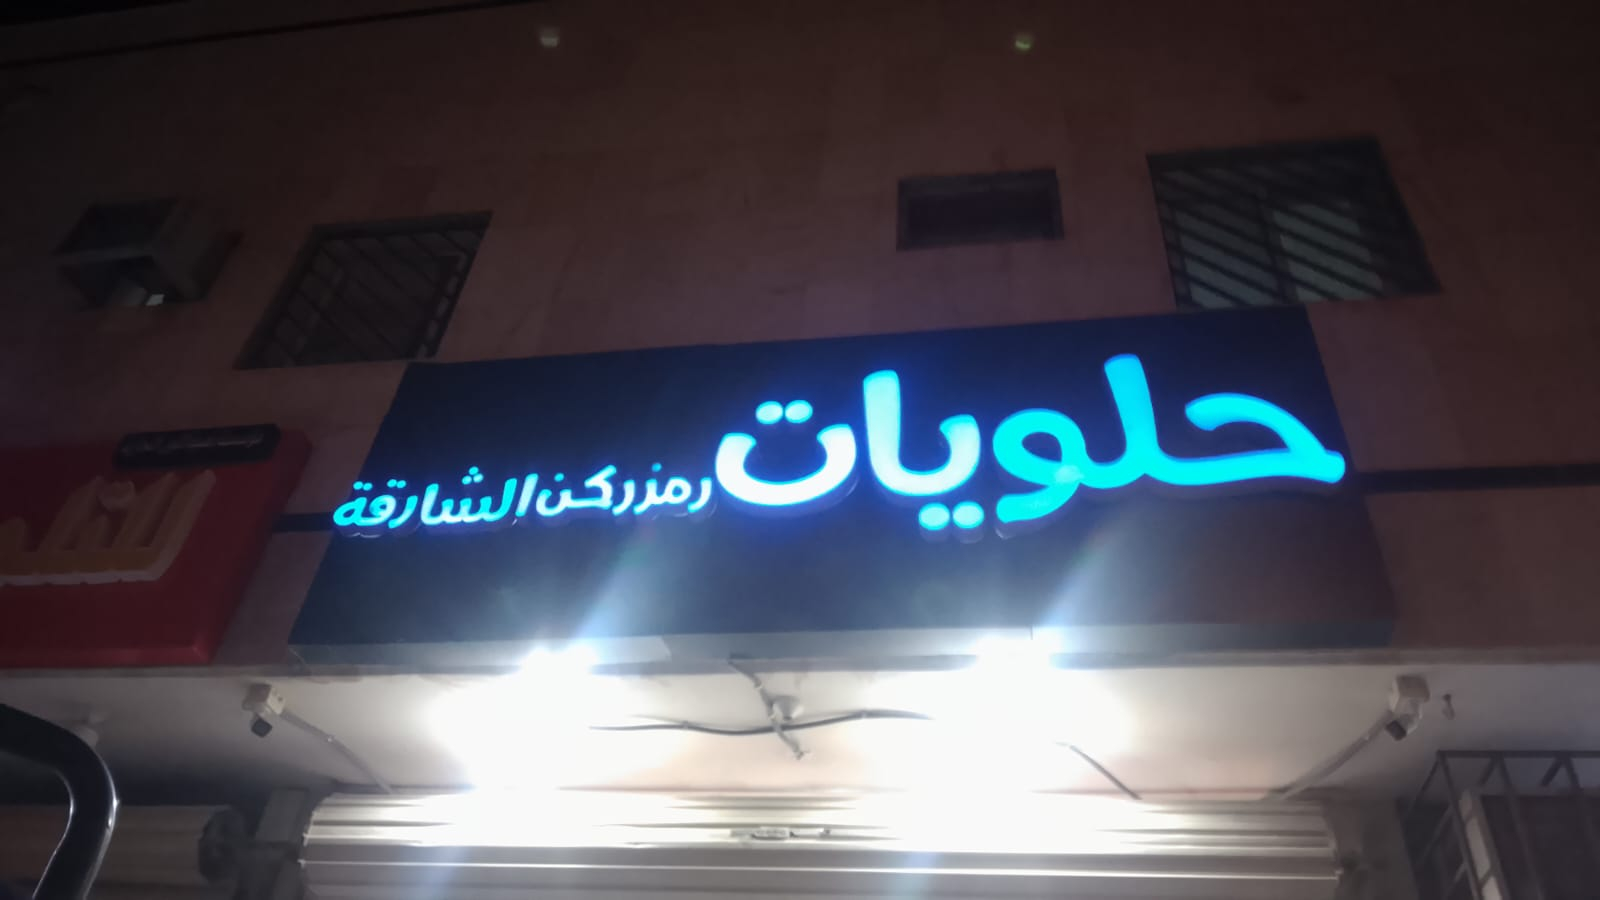 حلويات رمز ركن الشارقة